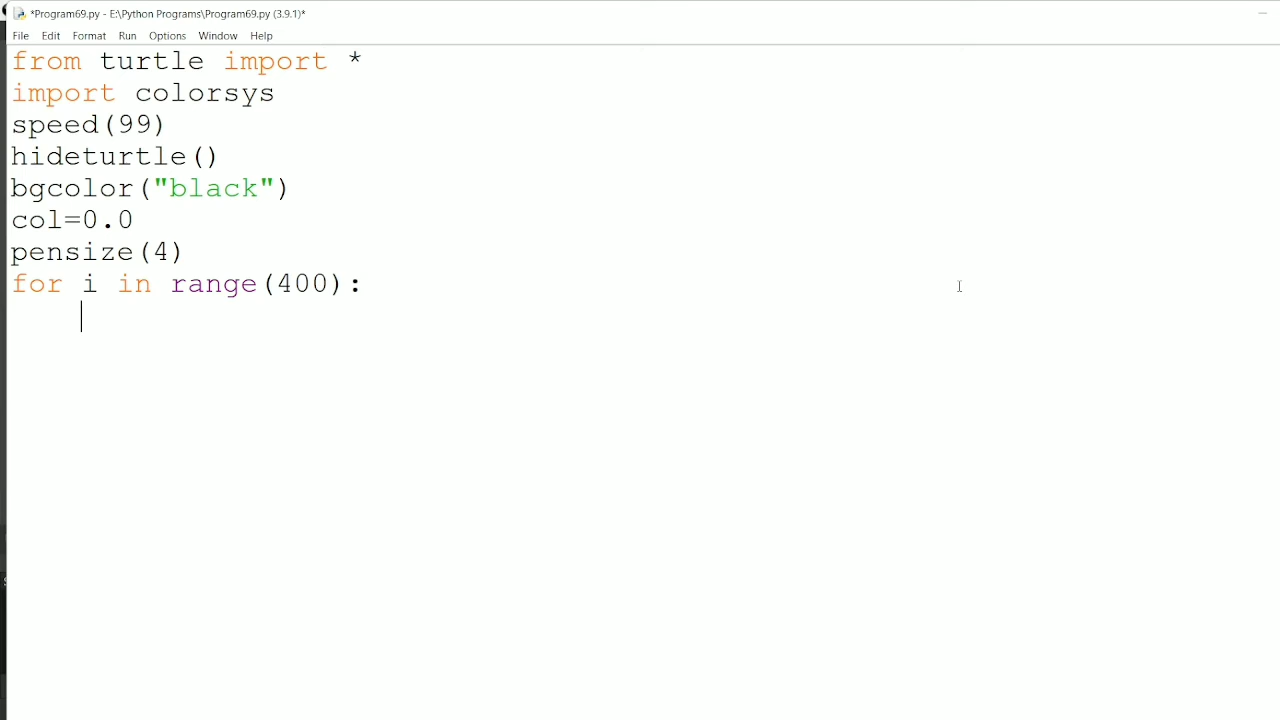 *Program69.py - E:\Python Programs\Program69.py (3.9.1)*
File Edit Format Run Options Window Help
from turtle import *
import colorsys
speed(99)
hideturtle()
bgcolor("black")
col=0.0
pensize(4)
for i in range(400):